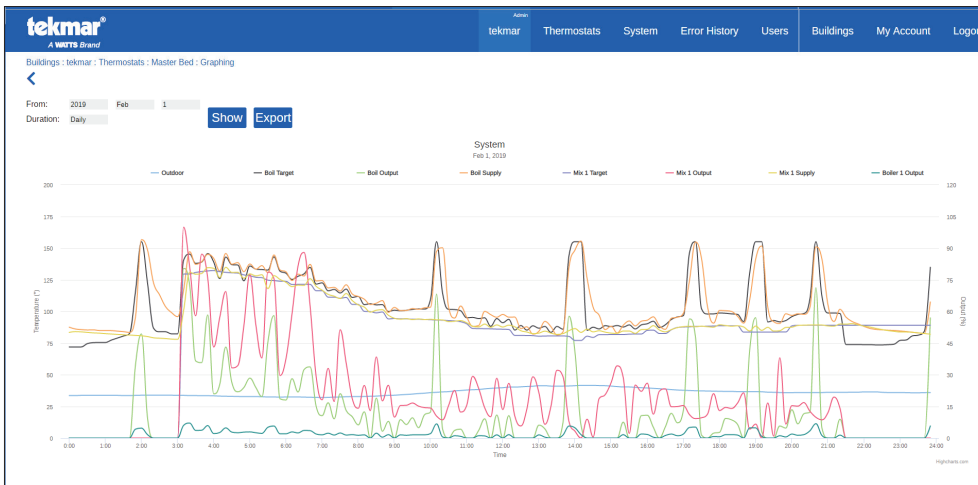 tekmar®
A WATTS Brand
Admin
tekmar Thermostats System Error History Users Buildings My Account Logou
Buildings : tekmar : Thermostats : Master Bed : Graphing
From: 2019 Feb 1
Duration: Daily
Show Export
System
Feb 1, 2019
Outdoor Boil Target Boil Output Boil Supply Mix 1 Target Mix 1 Output Mix 1 Supply Boiler 1 Output
200 120
175 105
150 90
125 75
100 60
75 45
50 30
25 15
0 0
Temperature (°)
Output (%)
0:00 1:00 2:00 3:00 4:00 5:00 6:00 7:00 8:00 9:00 10:00 11:00 12:00 13:00 14:00 15:00 16:00 17:00 18:00 19:00 20:00 21:00 22:00 23:00 24:00
Time
Highcharts.com